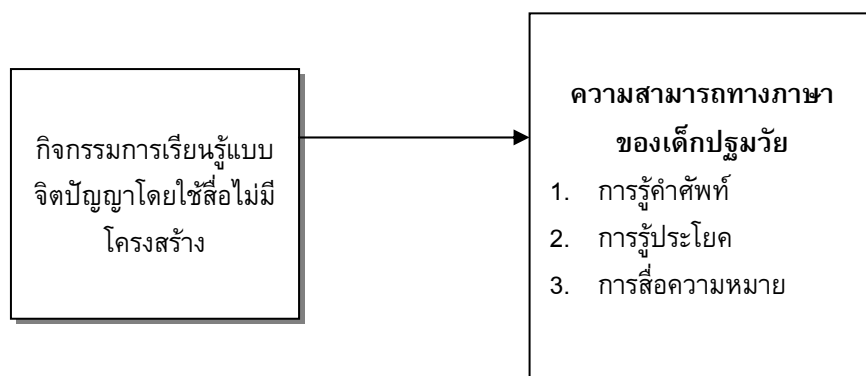 กิจกรรมการเรียนรู้แบบ
จิตปัญญาโดยใช้สื่อไม่มี
โครงสร้าง
ความสามารถทางภาษา
ของเด็กปฐมวัย
1. การรู้คำศัพท์
2. การรู้ประโยค
3. การสื่อความหมาย